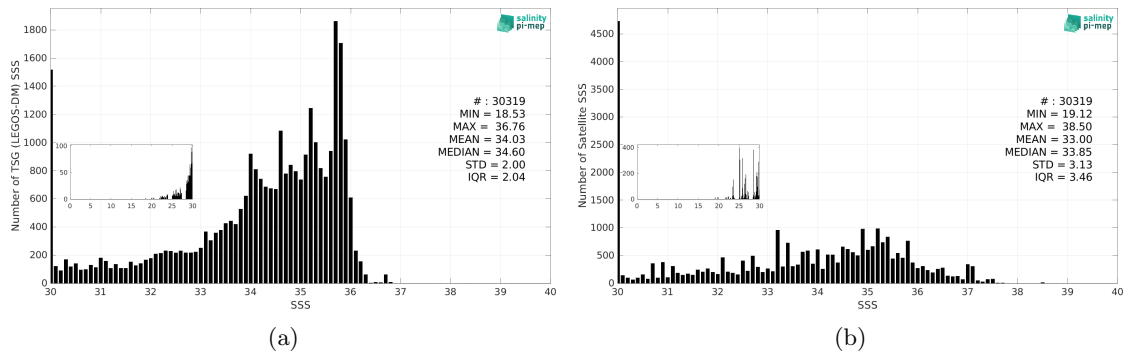 salinity
pi-mep
Number of TSG (LEGOS-DM) SSS
1800
1600
1400
1200
1000
800
600
400
200
0
# : 30319
MIN = 18.53
MAX = 36.76
MEAN = 34.03
MEDIAN = 34.60
STD = 2.00
IQR = 2.04
100
50
0
0 5 10 15 20 25 30
30 31 32 33 34 35 36 37 38 39 40
SSS
(a)
salinity
pi-mep
Number of Satellite SSS
4500
4000
3500
3000
2500
2000
1500
1000
500
0
# : 30319
MIN = 19.12
MAX = 38.50
MEAN = 33.00
MEDIAN = 33.85
STD = 3.13
IQR = 3.46
400
200
0
0 5 10 15 20 25 30
30 31 32 33 34 35 36 37 38 39 40
SSS
(b)